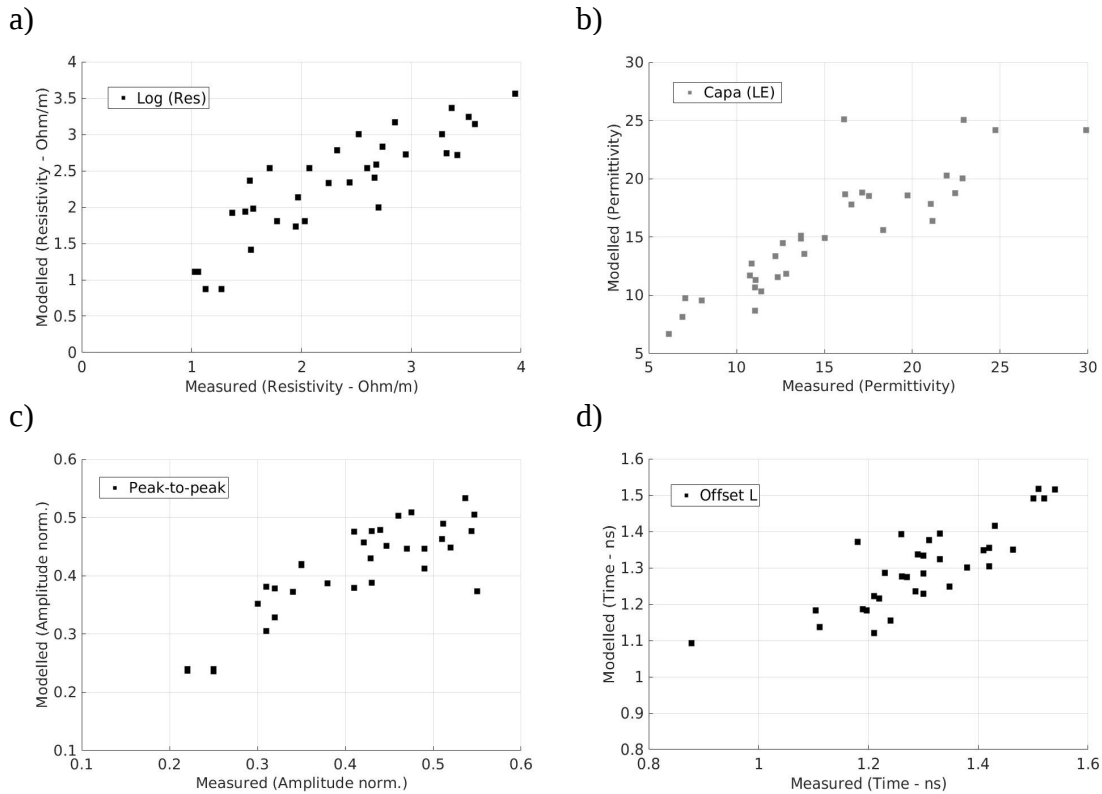 a)
4
3.5
3
2.5
2
1.5
1
0.5
0
Log (Res)
Modelled (Resistivity - Ohm/m)
0 1 2 3 4
Measured (Resistivity - Ohm/m)
b)
30
25
20
15
10
5
Capa (LE)
Modelled (Permittivity)
5 10 15 20 25 30
Measured (Permittivity)
c)
0.6
0.5
0.4
0.3
0.2
0.1
Peak-to-peak
Modelled (Amplitude norm.)
0.1 0.2 0.3 0.4 0.5 0.6
Measured (Amplitude norm.)
d)
1.6
1.5
1.4
1.3
1.2
1.1
1
0.9
0.8
Offset L
Modelled (Time - ns)
0.8 1 1.2 1.4 1.6
Measured (Time - ns)